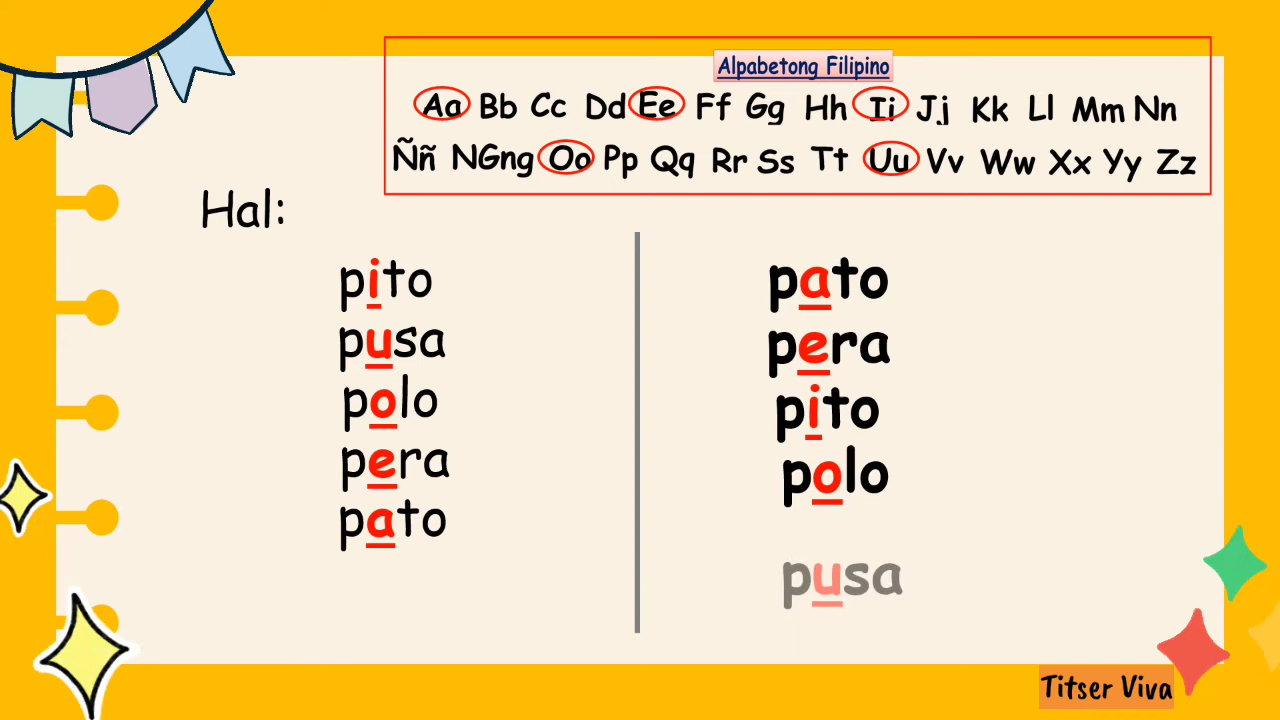 Alpabetong Filipino
Aa Bb Cc Dd Ee Ff Gg Hh Ii Jj Kk Ll Mm Nn
Ññ NGng Oo Pp Qq Rr Ss Tt Uu Vv Ww Xx Yy Zz
Hal:
pito
pusa
polo
pera
pato
pato
pera
pito
polo
pusa
Titser Viva